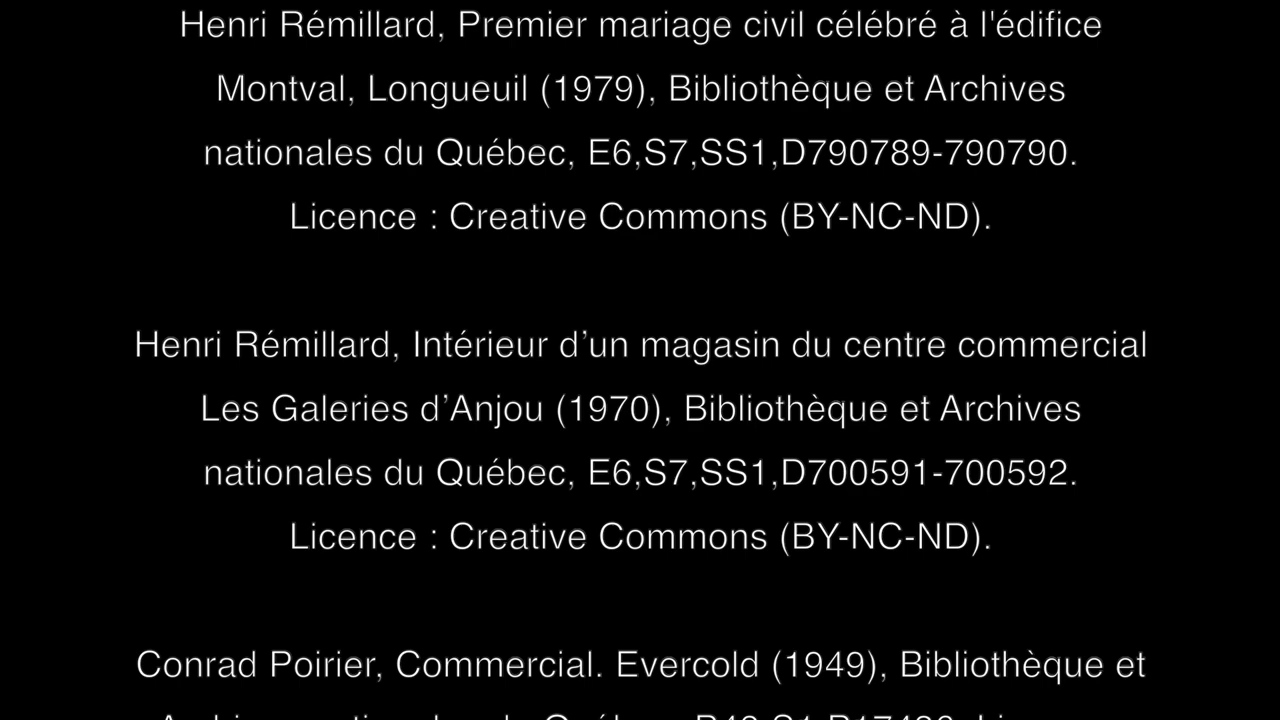 Henri Rémillard, Premier mariage civil célébré à l'édifice
Montval, Longueuil (1979), Bibliothèque et Archives
nationales du Québec, E6,S7,SS1,D790789-790790.
Licence : Creative Commons (BY-NC-ND).
Henri Rémillard, Intérieur d’un magasin du centre commercial
Les Galeries d’Anjou (1970), Bibliothèque et Archives
nationales du Québec, E6,S7,SS1,D700591-700592.
Licence : Creative Commons (BY-NC-ND).
Conrad Poirier, Commercial. Evercold (1949), Bibliothèque et